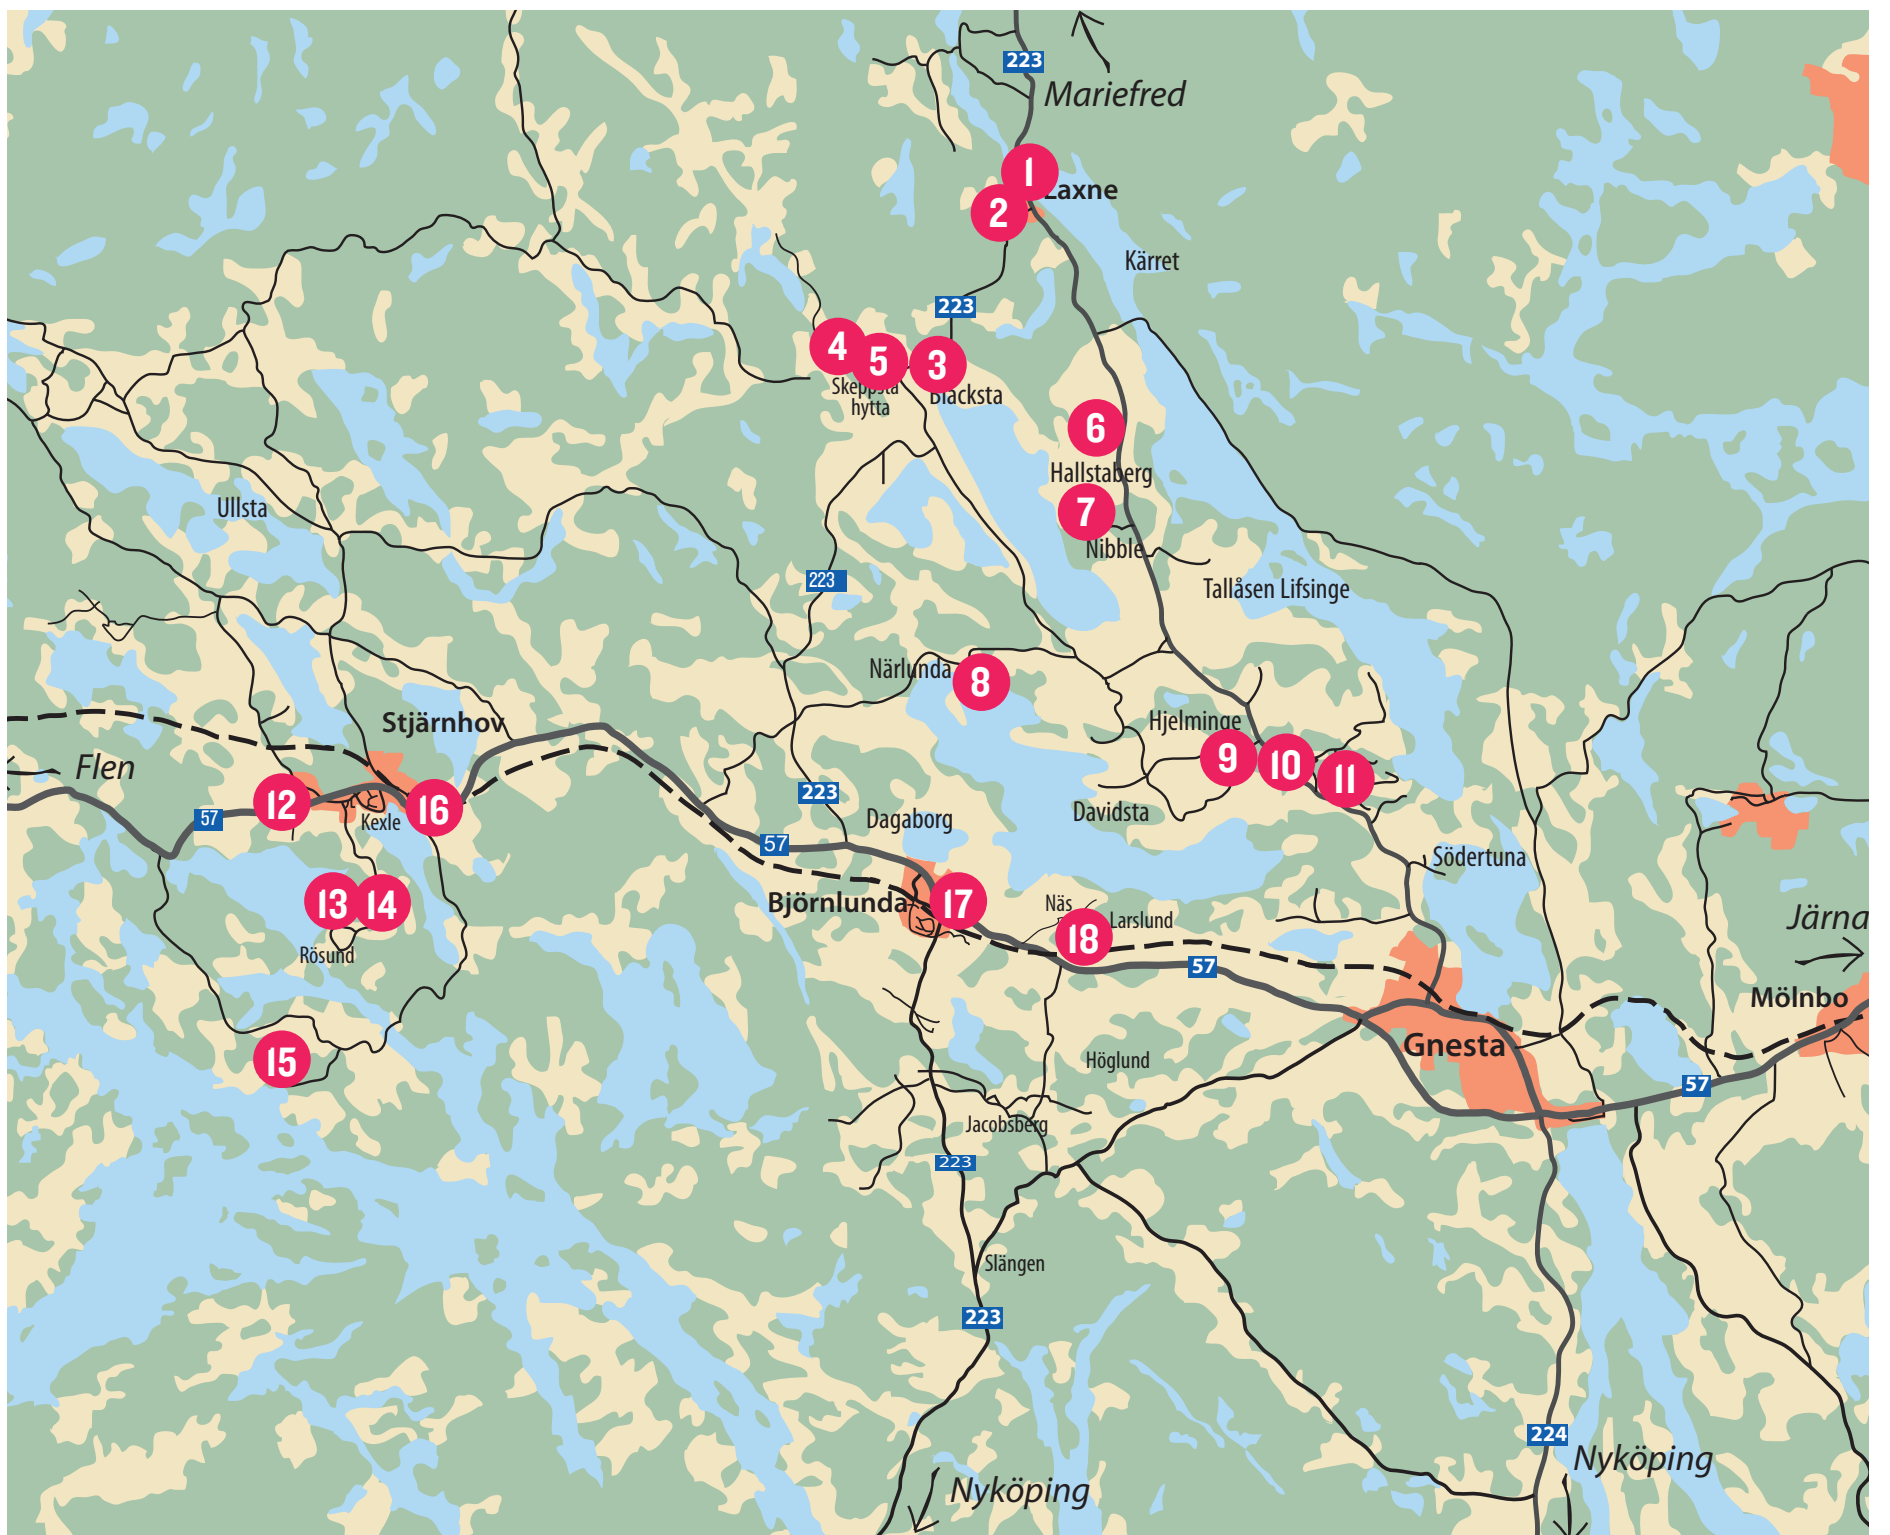 223
Mariefred
1
Laxne
2
Kärret
223
4
5
3
Skeppsta
hytta
Blacksta
6
Hallstaberg
7
Nibble
Ullsta
223
Tallåsen Lifsinge
Närlunda
8
Stjärnhov
Hjelminge
9
10
11
Flen
12
16
57
Kexle
223
Dagaborg
Davidsta
57
Södertuna
13
14
Björnlunda
17
Näs
18
Larslund
Järna
Rösund
57
Mölnbo
15
Höglund
Gnesta
57
Jacobsberg
223
Slängen
223
224
Nyköping
Nyköping